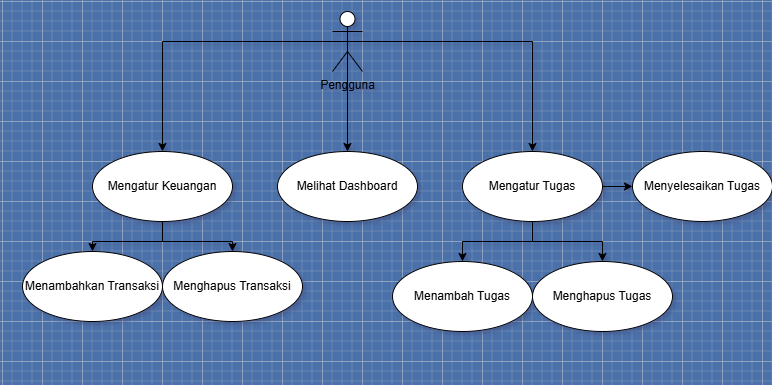 Pengguna
Mengatur Keuangan
Melihat Dashboard
Mengatur Tugas
Menyelesaikan Tugas
Menambahkan Transaksi
Menghapus Transaksi
Menambah Tugas
Menghapus Tugas